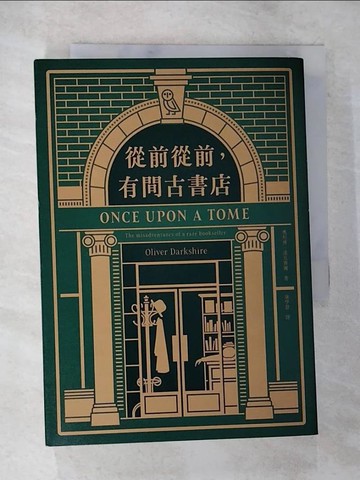 從前從前，
有間古書店
ONCE UPON A TOME
The misadventures of a rare bookseller
Oliver Darkshire